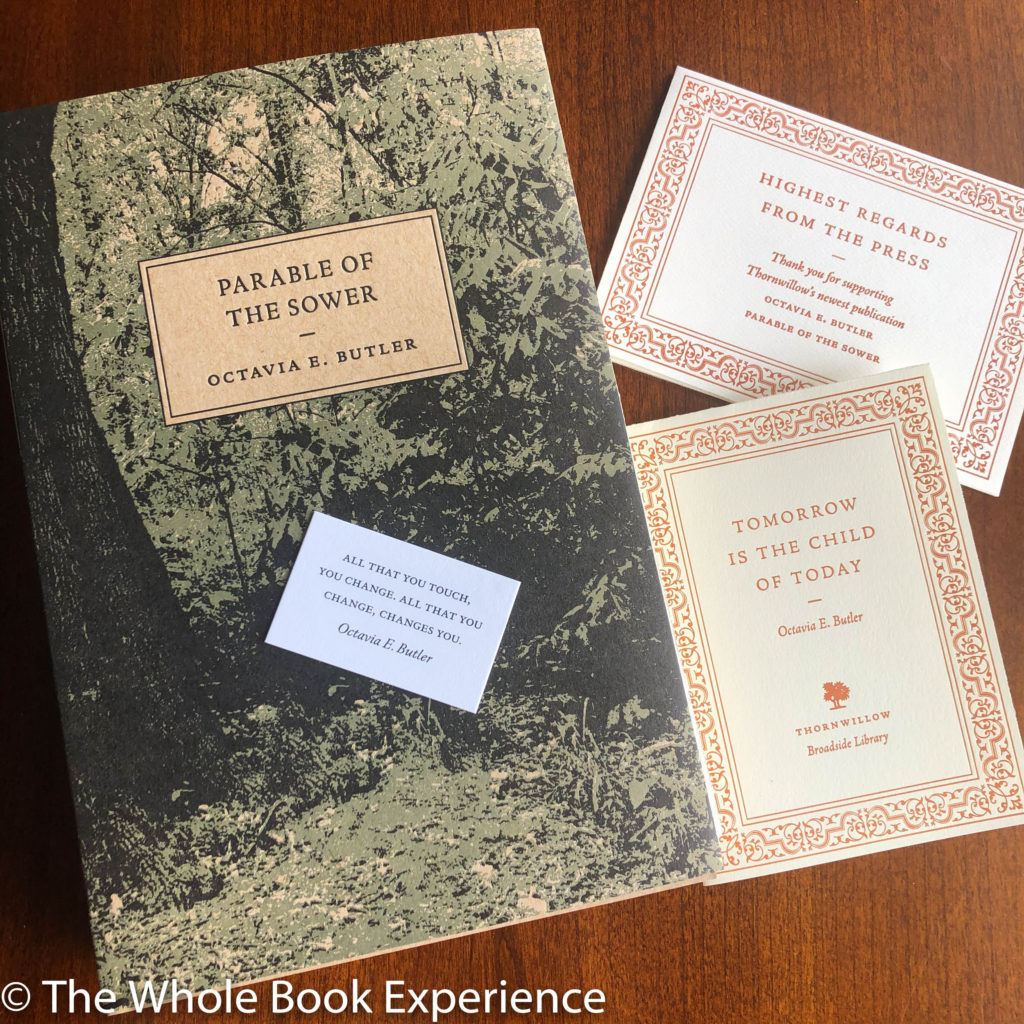 PARABLE OF
THE SOWER
OCTAVIA E. BUTLER
ALL THAT YOU TOUCH,
YOU CHANGE. ALL THAT YOU
CHANGE, CHANGES YOU.
Octavia E. Butler
HIGHEST REGARDS
FROM THE PRESS
Thank you for supporting
Thornwillow's newest publication
OCTAVIA E. BUTLER
PARABLE OF THE SOWER
TOMORROW
IS THE CHILD
OF TODAY
Octavia E. Butler
THORNWILLOW
Broadside Library
© The Whole Book Experience